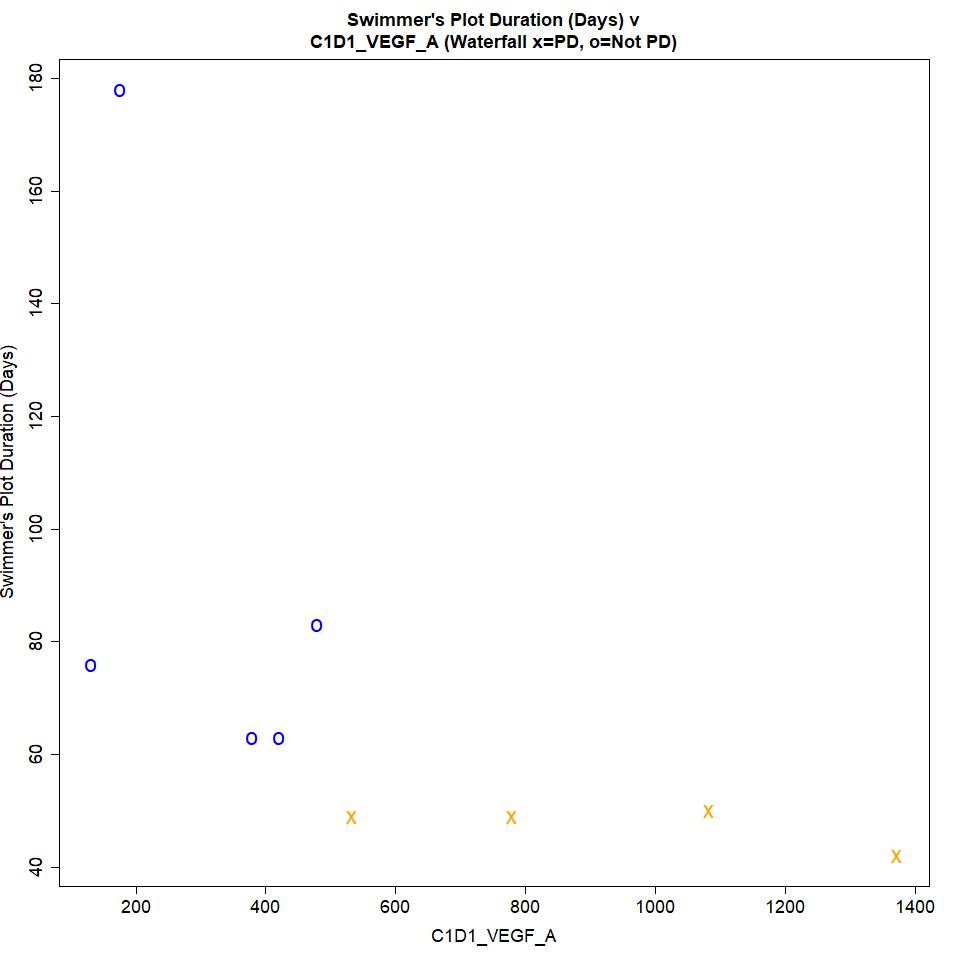 Swimmer's Plot Duration (Days) v
C1D1_VEGF_A (Waterfall x=PD, o=Not PD)
Swimmer's Plot Duration (Days)
180
160
140
120
100
80
60
40
o
o
o
o
o
x
x
x
x
200
400
600
800
1000
1200
1400
C1D1_VEGF_A